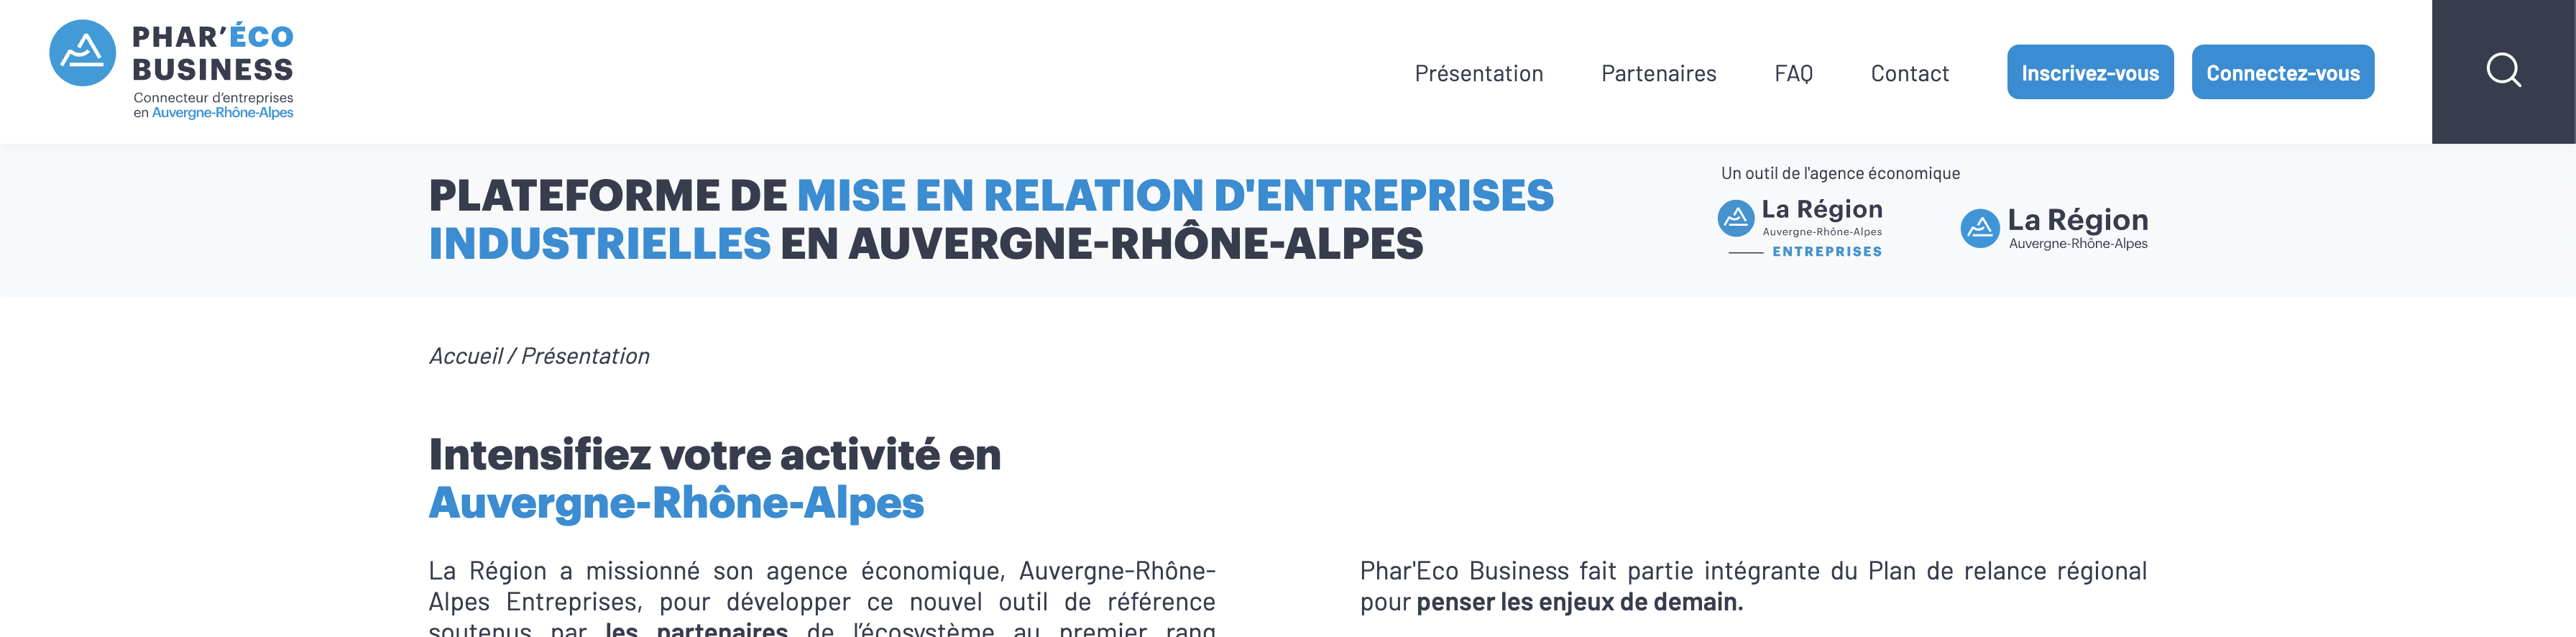 PHAR'ÉCO
BUSINESS
Connecteur d'entreprises
en Auvergne-Rhône-Alpes
Présentation
Partenaires
FAQ
Contact
Inscrivez-vous
Connectez-vous
PLATEFORME DE MISE EN RELATION D'ENTREPRISES
INDUSTRIELLES EN AUVERGNE-RHÔNE-ALPES
Un outil de l'agence économique
La Région
Auvergne-Rhône-Alpes
ENTREPRISES
La Région
Auvergne-Rhône-Alpes
Accueil / Présentation
Intensifiez votre activité en
Auvergne-Rhône-Alpes
La Région a missionné son agence économique, Auvergne-Rhône-
Alpes Entreprises, pour développer ce nouvel outil de référence
soutenus par les partenaires de l’écosystème au premier rang
Phar'Eco Business fait partie intégrante du Plan de relance régional
pour penser les enjeux de demain.